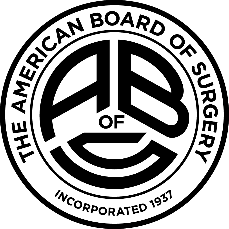 THE AMERICAN BOARD OF SURGERY
A B
OF
S
INCORPORATED 1937